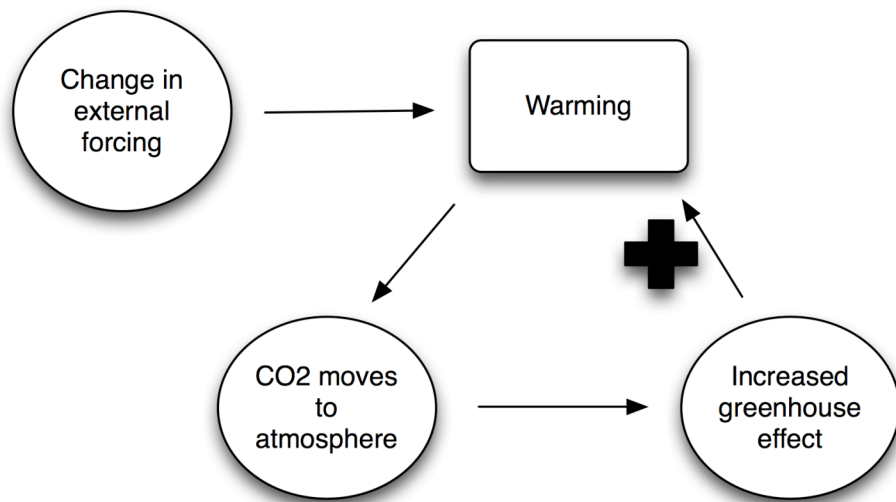 Change in
external
forcing
Warming
CO2 moves
to
atmosphere
Increased
greenhouse
effect